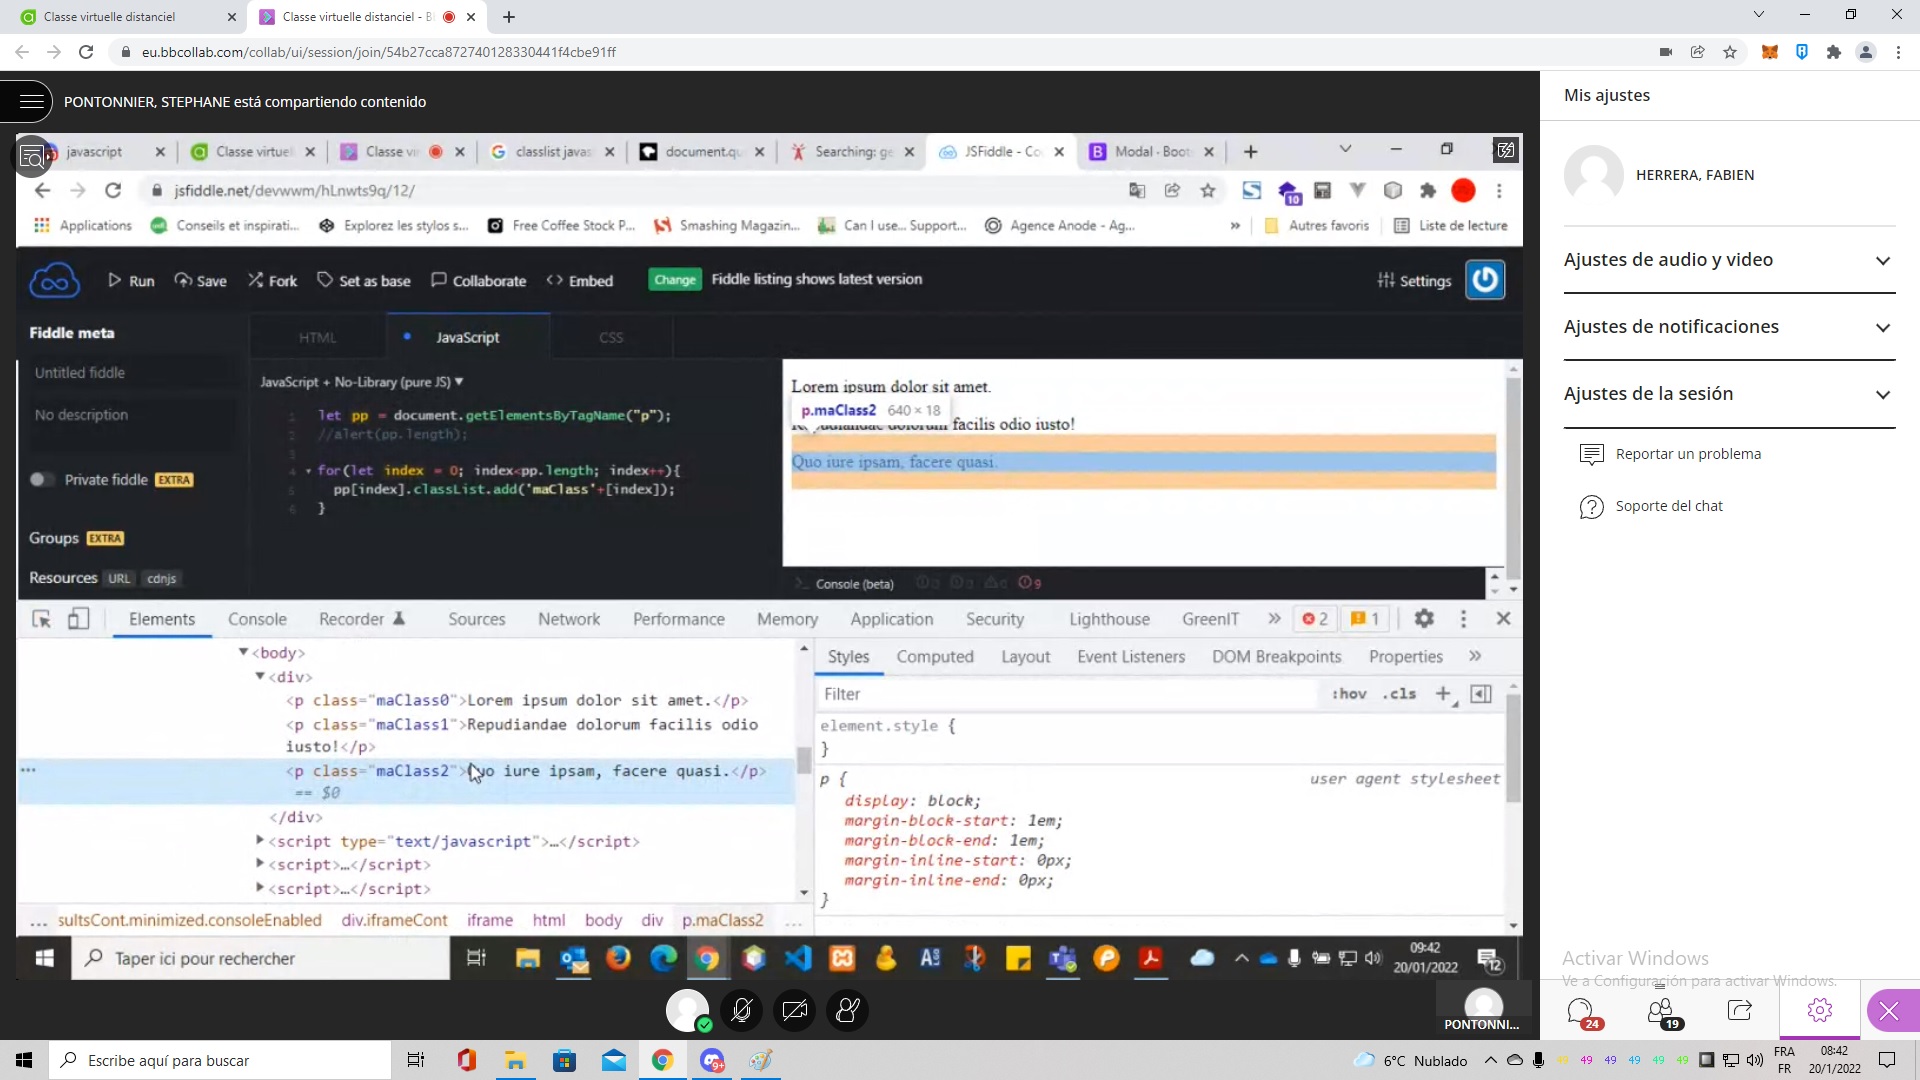 Classe virtuelle distanciel
Classe virtuelle distanciel - B
eu.bbcollab.com/collab/ui/session/join/54b27cca872740128330441f4cbe91ff
PONTONNIER, STEPHANE está compartiendo contenido
javascript
Classe virtuel
Classe vir
classlist javas
document.qu
Searching: ge
JSFiddle - Co
Modal · Boot
jsfiddle.net/devwwm/hLnwts9q/12/
10
Applications
Conseils et inspirati...
Explorez les stylos s...
Free Coffee Stock P...
Smashing Magazin...
Can I use... Support...
Agence Anode - Ag...
»
Autres favoris
Liste de lecture
Run
Save
Fork
Set as base
Collaborate
Embed
Change
Fiddle listing shows latest version
Settings
Fiddle meta
Untitled fiddle
No description
Private fiddle EXTRA
Groups EXTRA
Resources URL cdnjs
HTML
JavaScript
CSS
JavaScript + No-Library (pure JS) ▼
1 let pp = document.getElementsByTagName("p");
2 //alert(pp.length);
3
4 for(let index = 0; index<pp.length; index++){
5 pp[index].classList.add('maClass'+[index]);
6 }
Lorem ipsum dolor sit amet.
p.maClass2 640 × 18
facilis odio iusto!
Quo iure ipsam, facere quasi.
>_ Console (beta)
9
Elements
Console
Recorder
Sources
Network
Performance
Memory
Application
Security
Lighthouse
GreenIT
»
2
1
▼<body>
▼<div>
<p class="maClass0">Lorem ipsum dolor sit amet.</p>
<p class="maClass1">Repudiandae dolorum facilis odio
iusto!</p>
<p class="maClass2">Quo iure ipsam, facere quasi.</p>
== $0
</div>
▶<script type="text/javascript">…</script>
▶<script>…</script>
▶<script>…</script>
... sultsCont.minimized.consoleEnabled div.iframeCont iframe html body div p.maClass2 ...
Styles
Computed
Layout
Event Listeners
DOM Breakpoints
Properties
»
Filter
:hov .cls +
element.style {
}
p { user agent stylesheet
display: block;
margin-block-start: 1em;
margin-block-end: 1em;
margin-inline-start: 0px;
margin-inline-end: 0px;
}
Taper ici pour rechercher
09:42
20/01/2022
12
PONTONNI...
Mis ajustes
HERRERA, FABIEN
Ajustes de audio y video
Ajustes de notificaciones
Ajustes de la sesión
Reportar un problema
Soporte del chat
Activar Windows
Ve a Configuración para activar Windows.
24
19
Escribe aquí para buscar
9+
6°C Nublado
49 49 49 49 49 49 49
FRA
FR
08:42
20/1/2022